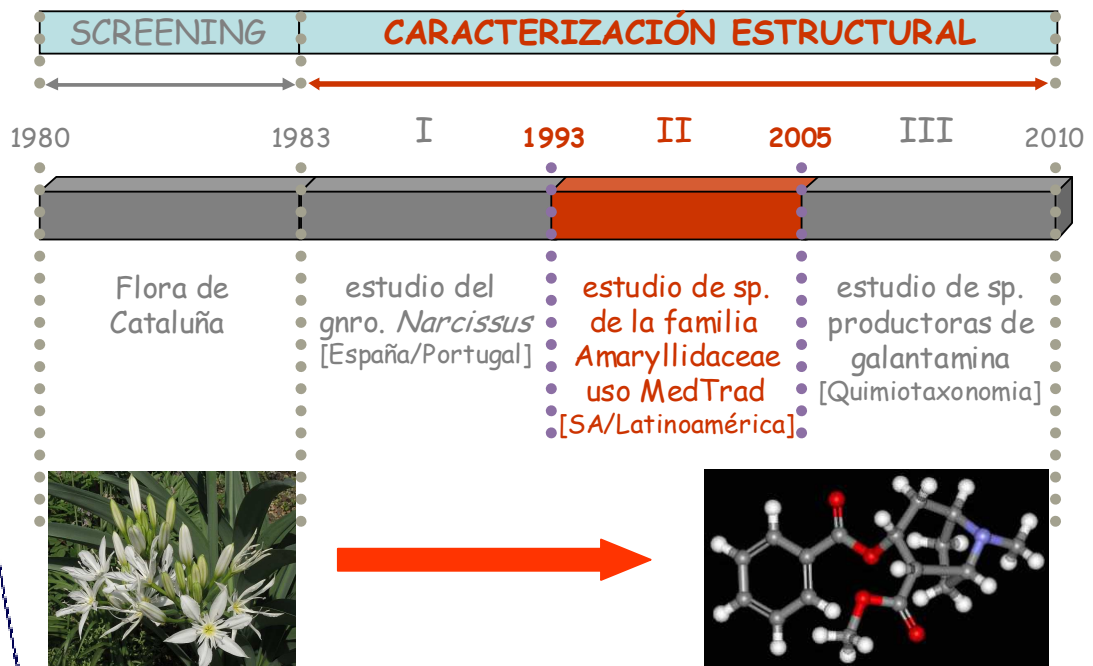 SCREENING
CARACTERIZACIÓN ESTRUCTURAL
1980
1983
I
1993
II
2005
III
2010
Flora de
Cataluña
estudio del
gnro. Narcissus
[España/Portugal]
estudio de sp.
de la familia
Amaryllidaceae
uso MedTrad
[SA/Latinoamérica]
estudio de sp.
productoras de
galantamina
[Quimiotaxonomia]